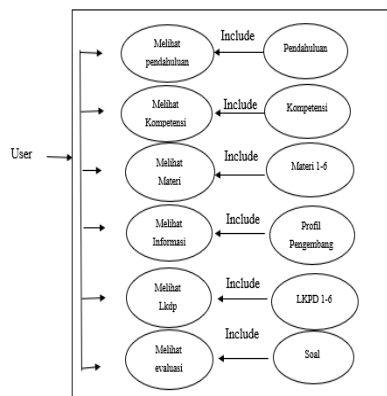 Melihat
pendahuluan
Include
Pendahuluan
Melihat
Kompetensi
Include
Kompetensi
User
Melihat
Materi
Include
Materi 1-6
Melihat
Informasi
Include
Profil
Pengembang
Melihat
Lkdp
Include
LKPD 1-6
Melihat
evaluasi
Include
Soal